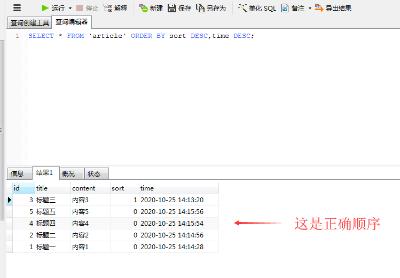 运行 停止 解释 新建 保存 另存为 美化 SQL 备注 导出结果
查询创建工具 查询编辑器
1 SELECT * FROM 'article' ORDER BY sort DESC,time DESC;
信息 结果1 概况 状态
id title content sort time
3 标题三 内容3 1 2020-10-25 14:13:20
5 标题五 内容5 0 2020-10-25 14:15:56
4 标题四 内容4 0 2020-10-25 14:15:54
2 标题二 内容2 0 2020-10-25 14:14:56
1 标题一 内容1 0 2020-10-25 14:14:28
这是正确顺序